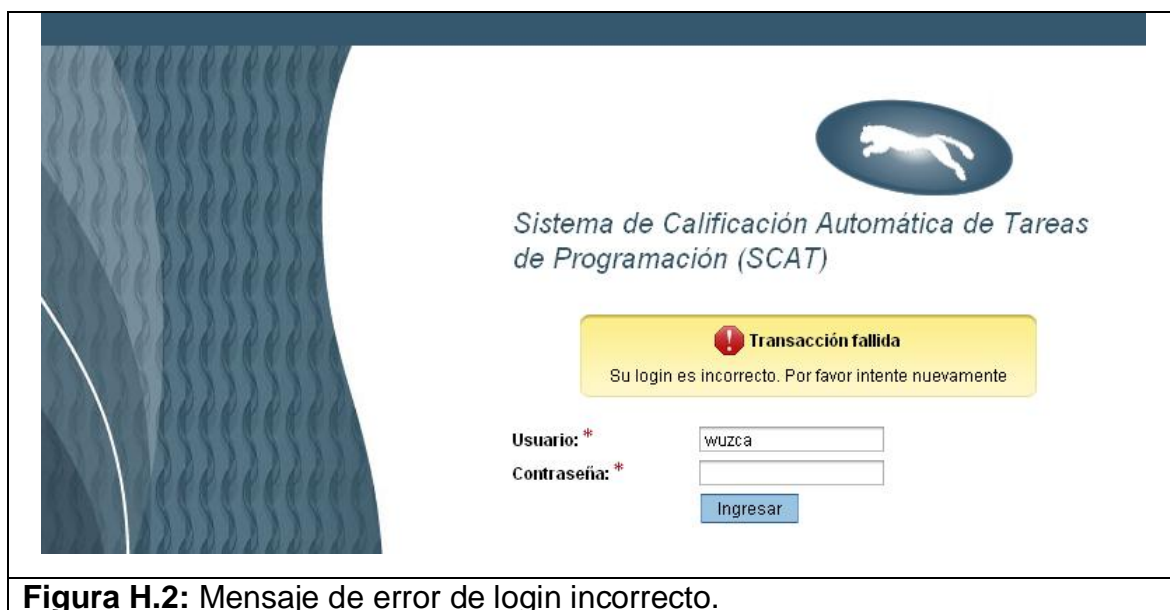 Sistema de Calificación Automática de Tareas
de Programación (SCAT)
Transacción fallida
Su login es incorrecto. Por favor intente nuevamente
Usuario: * wuzca
Contraseña: *
Ingresar
Figura H.2: Mensaje de error de login incorrecto.